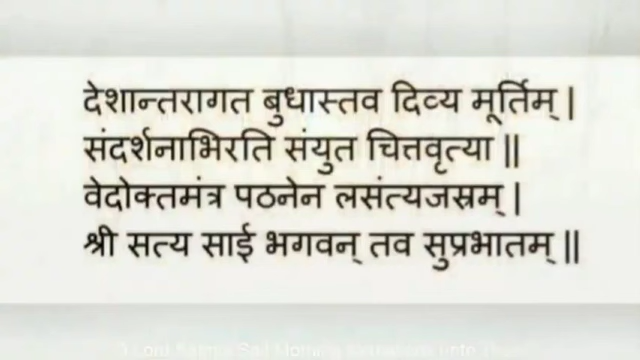 देशान्तरागत बुधास्तव दिव्य मूर्तिम् |
संदर्शनाभिरति संयुत चित्तवृत्या ||
वेदोक्तमंत्र पठनेन लसंत्यजस्रम् |
श्री सत्य साई भगवन् तव सुप्रभातम् ||